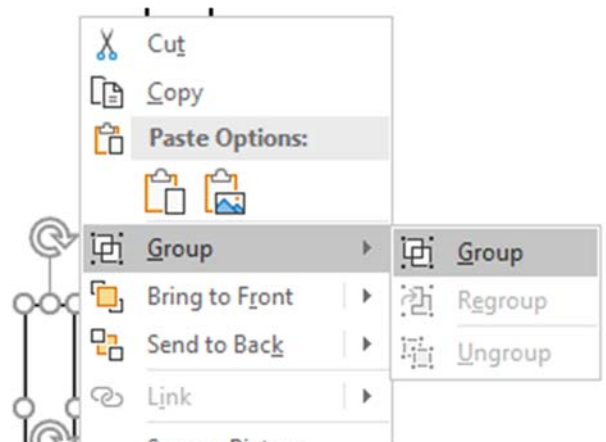 Cut
Copy
Paste Options:
Group
Group
Bring to Front
Regroup
Send to Back
Ungroup
Link